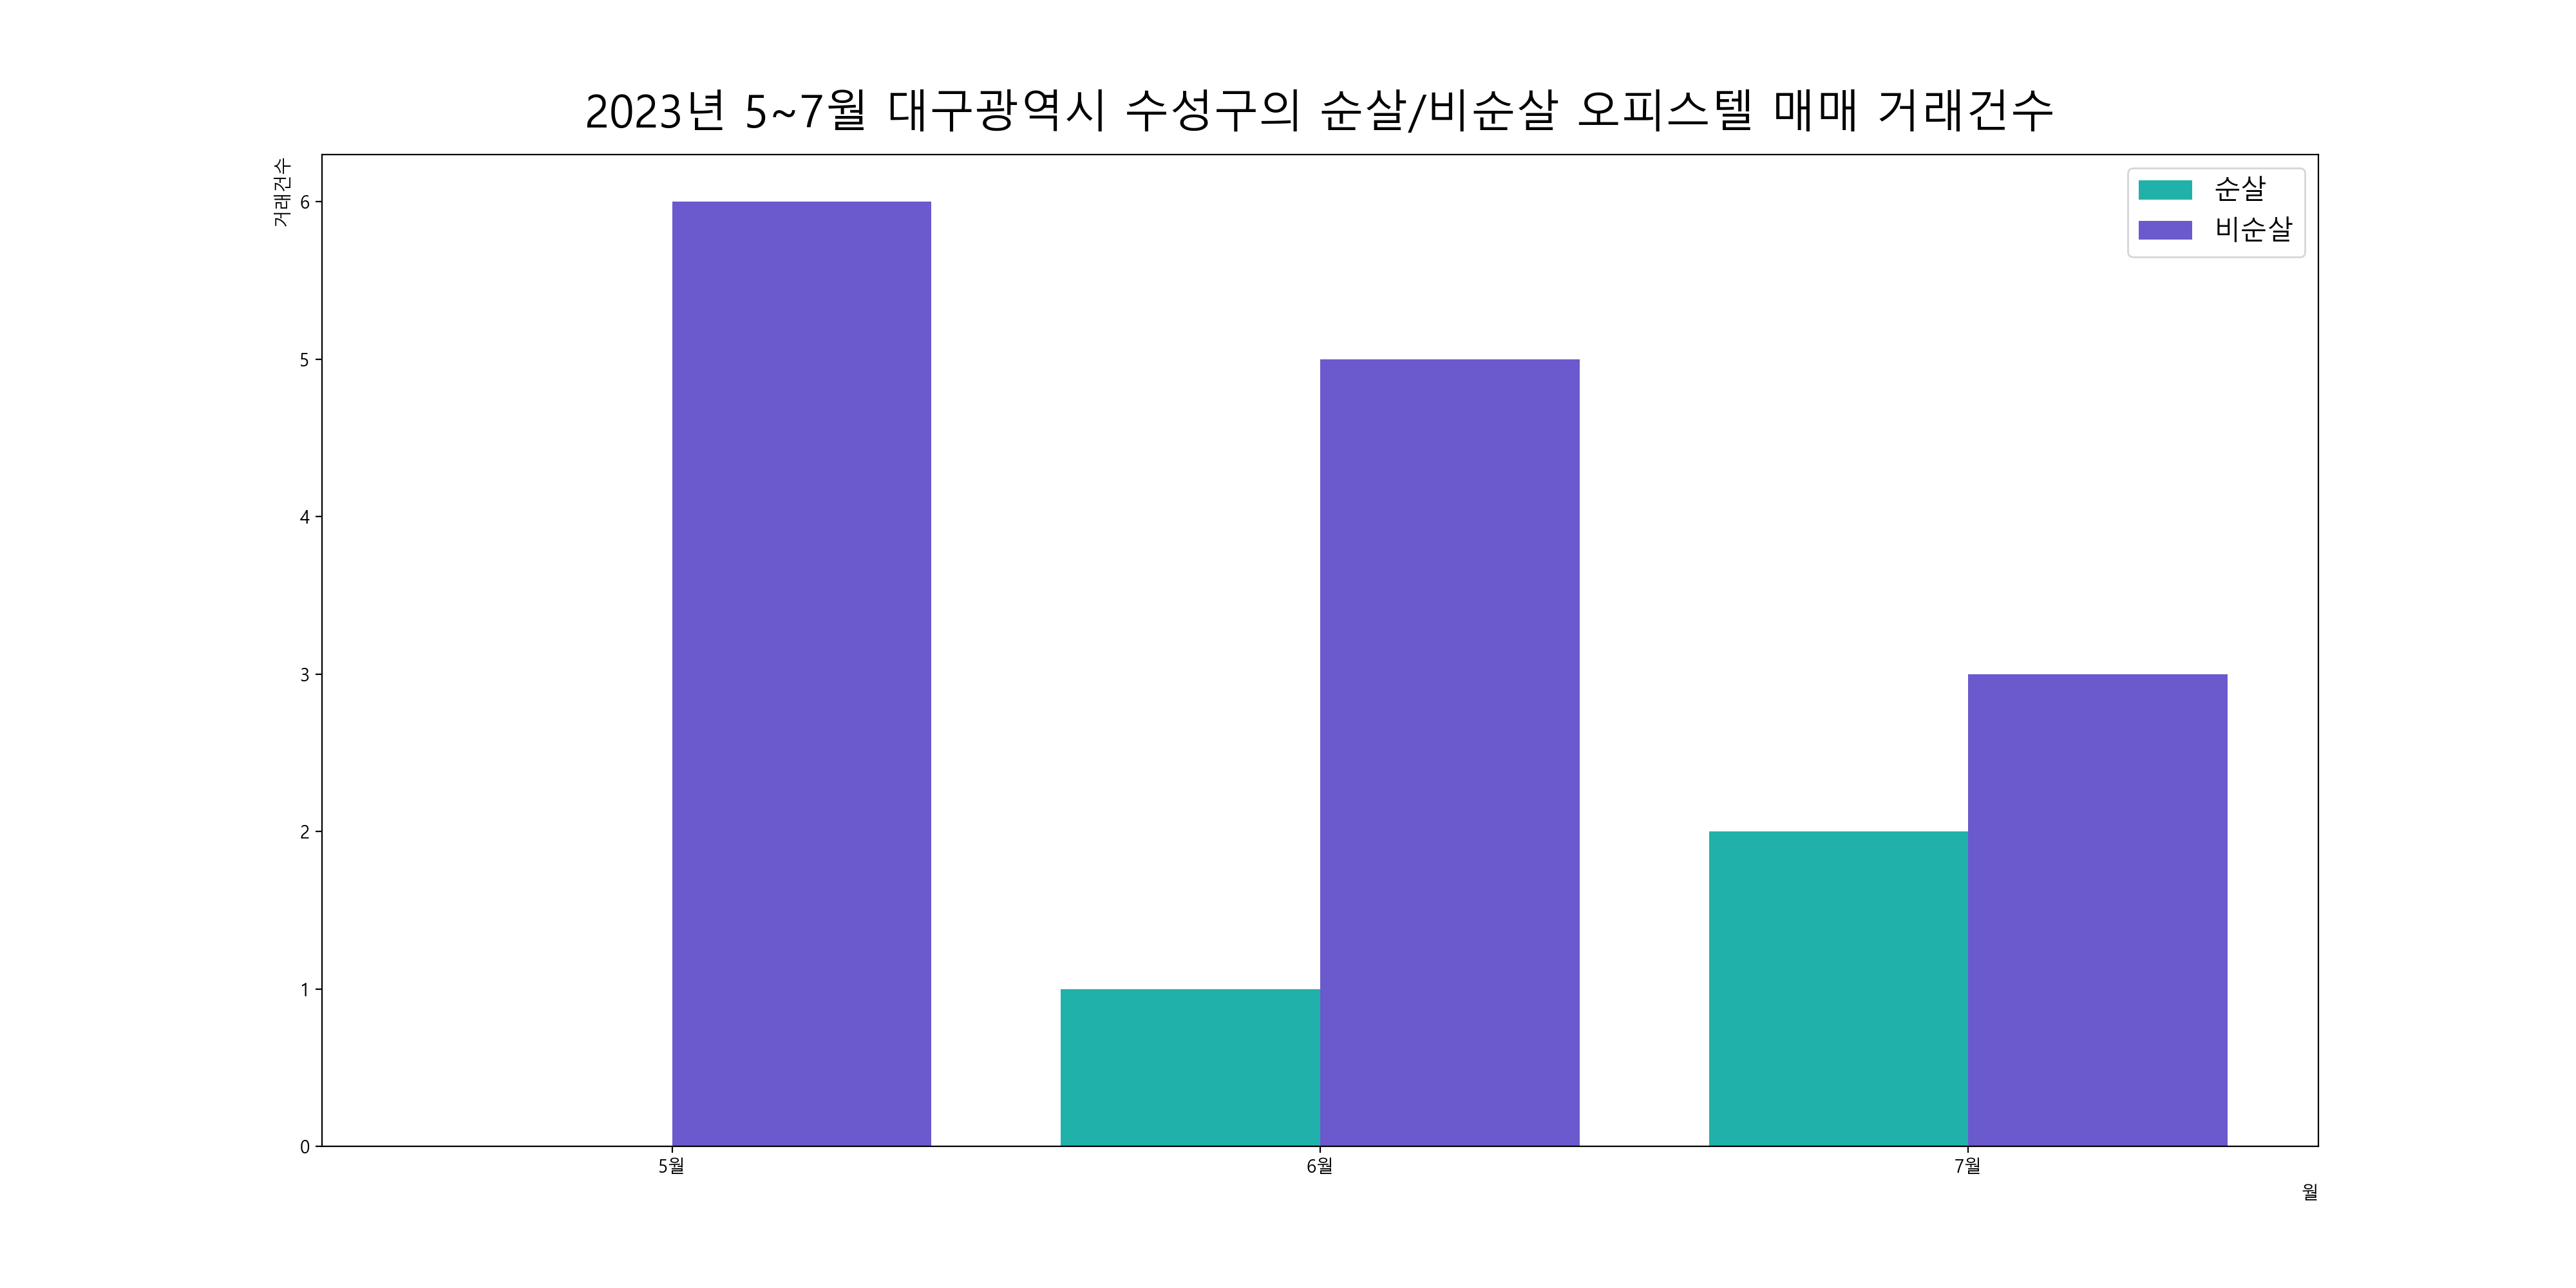 2023년 5~7월 대구광역시 수성구의 순살/비순살 오피스텔 매매 거래건수
거래건수
순살
비순살
6
5
4
3
2
1
0
5월
6월
7월
월